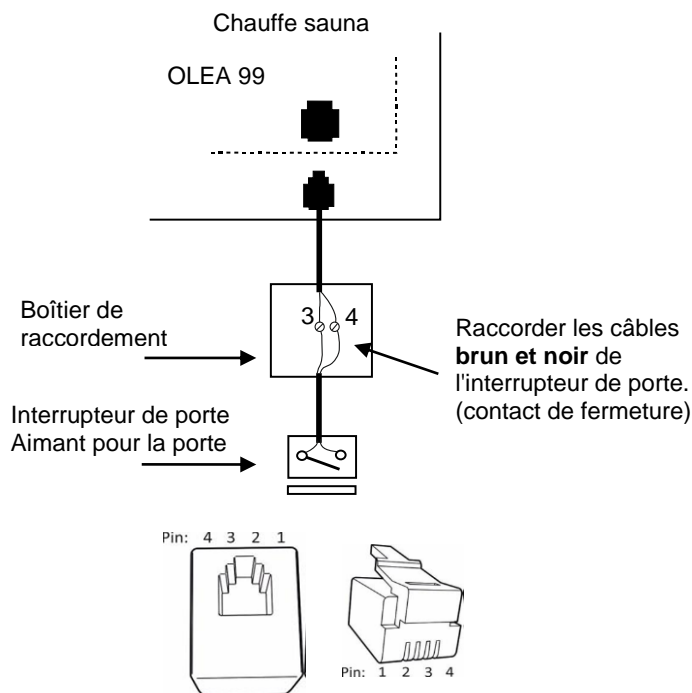 Chauffe sauna
OLEA 99
3 4
Boîtier de
raccordement
Raccorder les câbles
brun et noir de
l'interrupteur de porte.
(contact de fermeture)
Interrupteur de porte
Aimant pour la porte
Pin: 4 3 2 1
Pin: 1 2 3 4